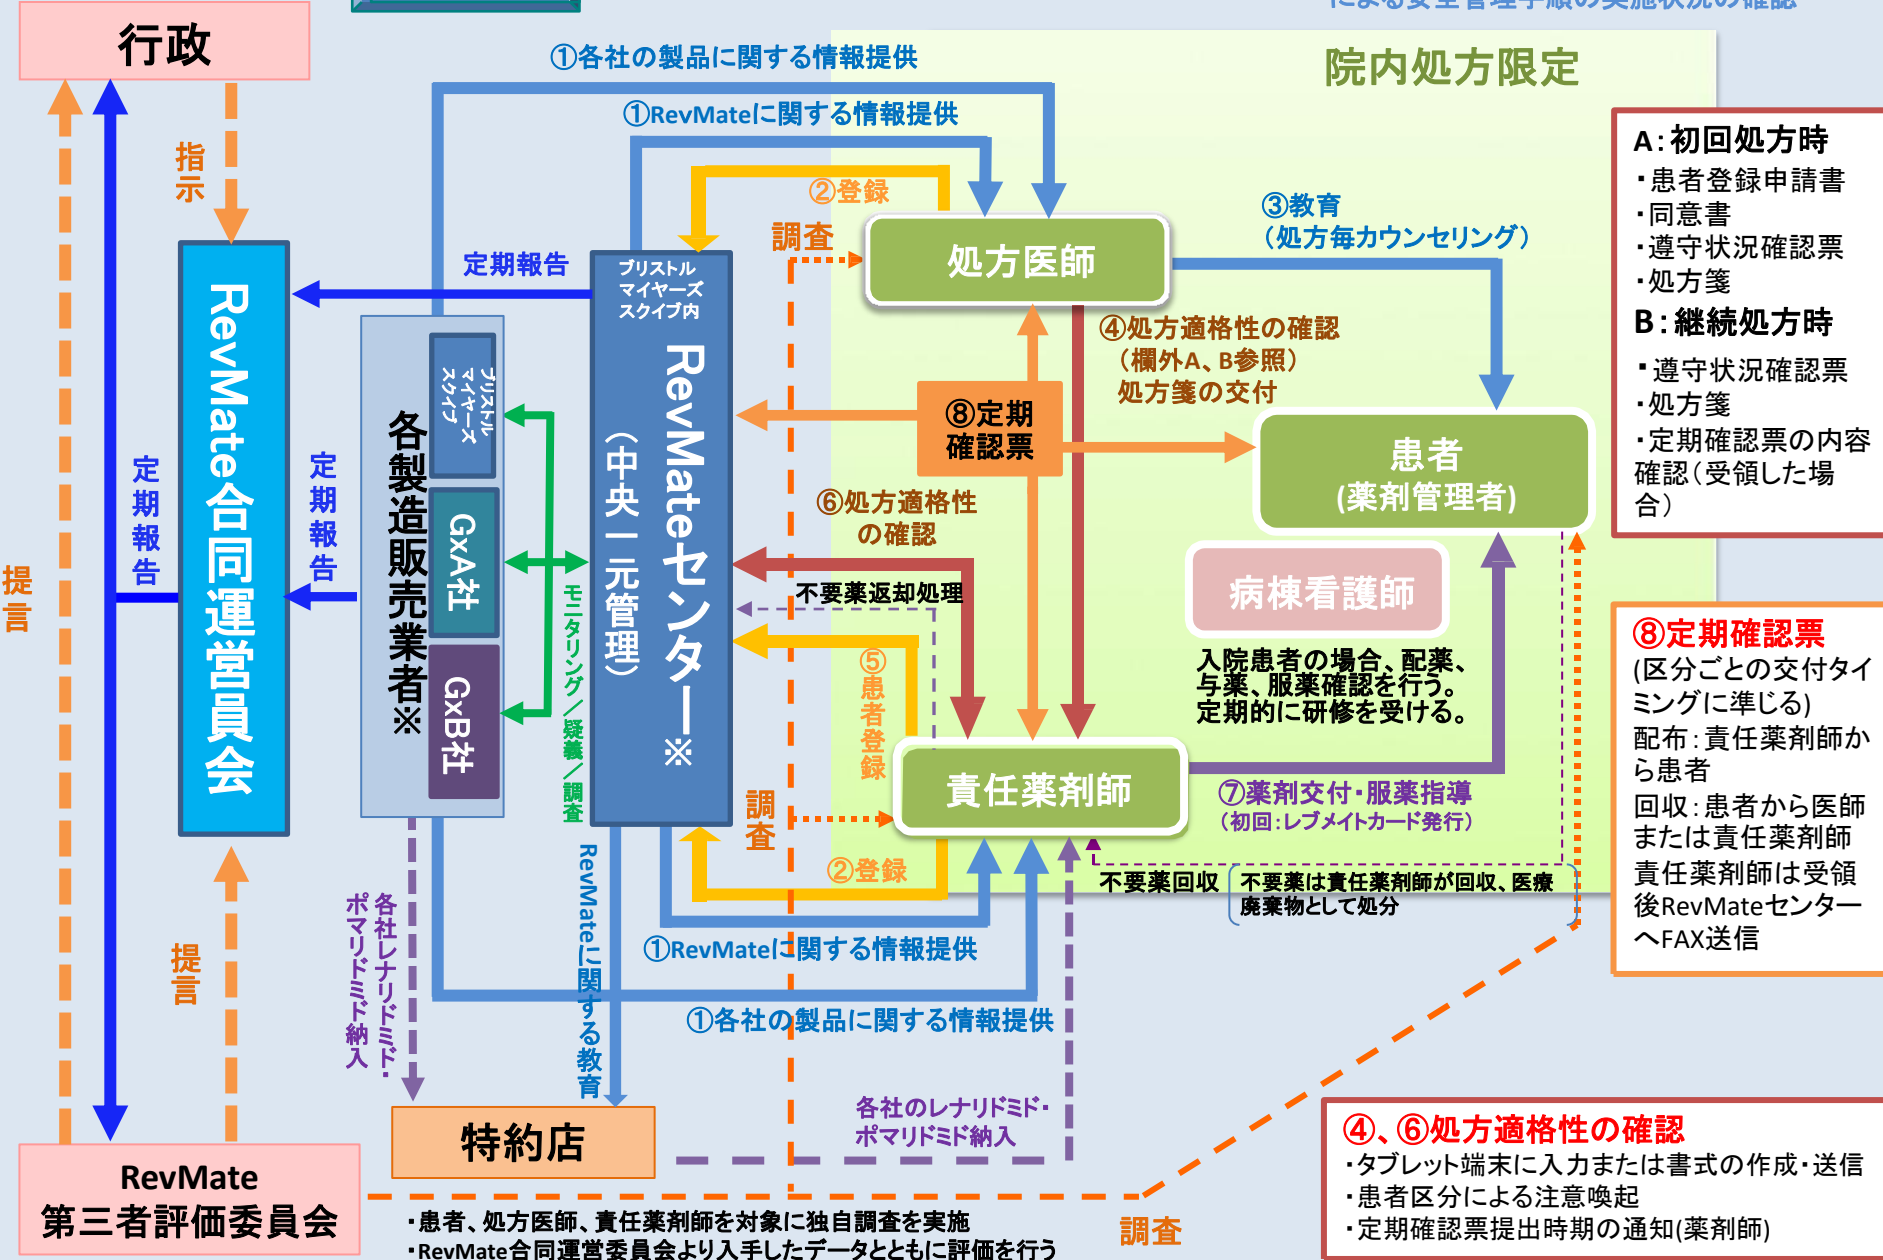 による安全管理手順の実施状況の確認
行政
①各社の製品に関する情報提供
院内処方限定
①RevMateに関する情報提供
指示
②登録
調査
処方医師
③教育
（処方毎カウンセリング）
A：初回処方時
・患者登録申請書
・同意書
・遵守状況確認票
・処方箋
B：継続処方時
・遵守状況確認票
・処方箋
・定期確認票の内容
確認（受領した場
合）
定期報告
ブリストル
マイヤーズ
スクイブ内
RevMateセンター※
（中央一元管理）
RevMate合同運営員会
各製造販売業者※
ブリストル
マイヤーズ
スクイブ
GxA社
GxB社
定期報告
定期報告
提言
モニタリング／疑義／調査
④処方適格性の確認
（欄外A、B参照）
処方箋の交付
⑧定期
確認票
患者
(薬剤管理者)
⑥処方適格性
の確認
不要薬返却処理
病棟看護師
入院患者の場合、配薬、
与薬、服薬確認を行う。
定期的に研修を受ける。
⑤患者登録
調査
責任薬剤師
⑦薬剤交付・服薬指導
（初回：レブメイトカード発行）
⑧定期確認票
(区分ごとの交付タイ
ミングに準じる)
配布：責任薬剤師か
ら患者
回収：患者から医師
または責任薬剤師
責任薬剤師は受領
後RevMateセンター
へFAX送信
②登録
不要薬回収
不要薬は責任薬剤師が回収、医療
廃棄物として処分
①RevMateに関する情報提供
①各社の製品に関する情報提供
RevMateに関する教育
各社レナリドミド・
ポマリドミド納入
提言
特約店
各社のレナリドミド・
ポマリドミド納入
RevMate
第三者評価委員会
・患者、処方医師、責任薬剤師を対象に独自調査を実施
・RevMate合同運営委員会より入手したデータとともに評価を行う
調査
④、⑥処方適格性の確認
・タブレット端末に入力または書式の作成・送信
・患者区分による注意喚起
・定期確認票提出時期の通知(薬剤師)